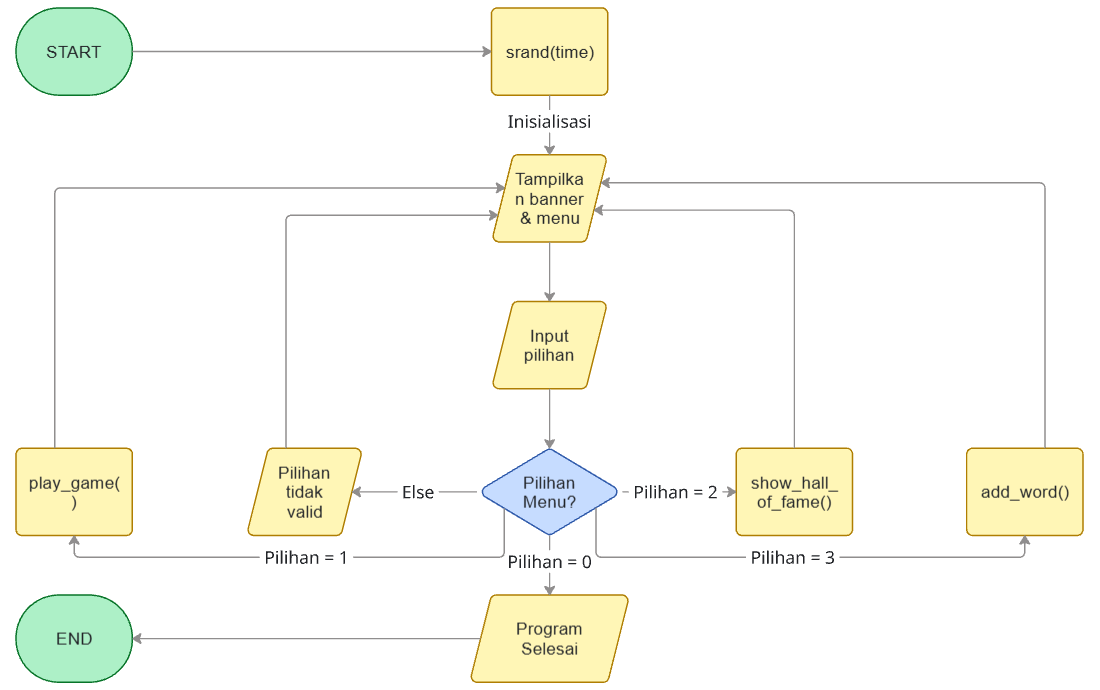 START
srand(time)
Inisialisasi
Tampilka
n banner
& menu
Input
pilihan
play_game(
)
Pilihan
tidak
valid
Else
Pilihan
Menu?
Pilihan = 2
show_hall_
of_fame()
add_word()
Pilihan = 1
Pilihan = 0
Pilihan = 3
END
Program
Selesai